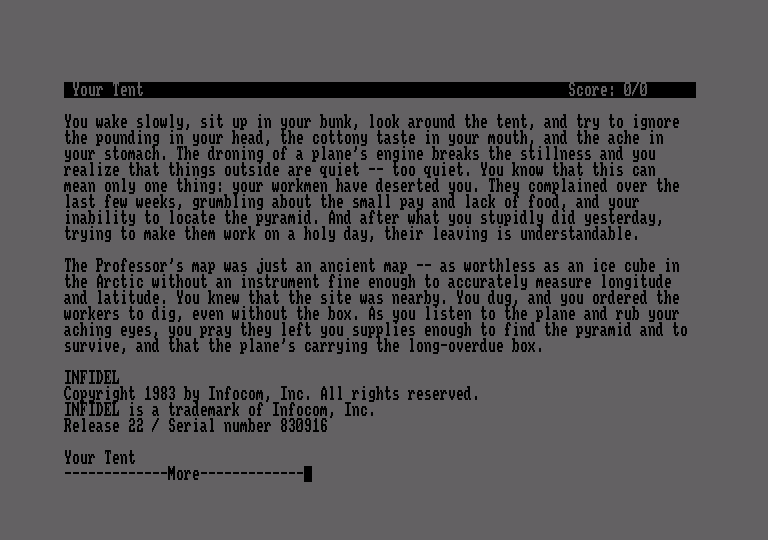 Your Tent Score: 0/0
You wake slowly, sit up in your bunk, look around the tent, and try to ignore
the pounding in your head, the cottony taste in your mouth, and the ache in
your stomach. The droning of a plane's engine breaks the stillness and you
realize that things outside are quiet -- too quiet. You know that this can
mean only one thing: your workmen have deserted you. They complained over the
last few weeks, grumbling about the small pay and lack of food, and your
inability to locate the pyramid. And after what you stupidly did yesterday,
trying to make them work on a holy day, their leaving is understandable.
The Professor's map was just an ancient map -- as worthless as an ice cube in
the Arctic without an instrument fine enough to accurately measure longitude
and latitude. You knew that the site was nearby. You dug, and you ordered the
workers to dig, even without the box. As you listen to the plane and rub your
aching eyes, you pray they left you supplies enough to find the pyramid and to
survive, and that the plane's carrying the long-overdue box.
INFIDEL
Copyright 1983 by Infocom, Inc. All rights reserved.
INFIDEL is a trademark of Infocom, Inc.
Release 22 / Serial number 830916
Your Tent
-------------More-------------